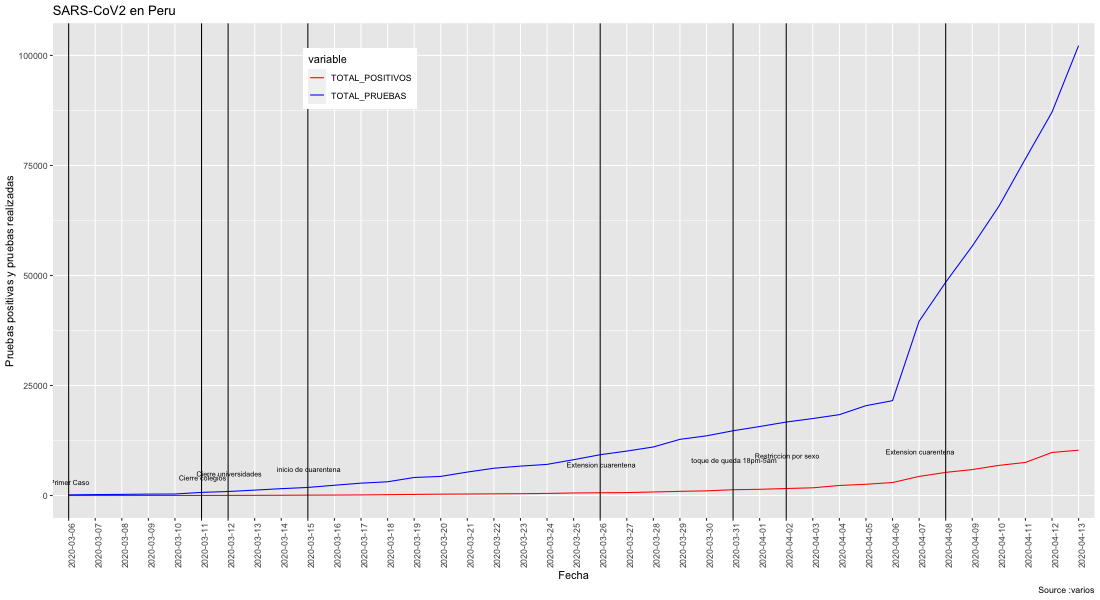 SARS-CoV2 en Peru
Pruebas positivas y pruebas realizadas
100000
75000
50000
25000
0
variable
TOTAL_POSITIVOS
TOTAL_PRUEBAS
Primer Caso
Cierre colegios
Cierre universidades
inicio de cuarentena
Extension cuarentena
toque de queda 18pm-5am
Restriccion por sexo
Extension cuarentena
2020-03-06
2020-03-07
2020-03-08
2020-03-09
2020-03-10
2020-03-11
2020-03-12
2020-03-13
2020-03-14
2020-03-15
2020-03-16
2020-03-17
2020-03-18
2020-03-19
2020-03-20
2020-03-21
2020-03-22
2020-03-23
2020-03-24
2020-03-25
2020-03-26
2020-03-27
2020-03-28
2020-03-29
2020-03-30
2020-03-31
2020-04-01
2020-04-02
2020-04-03
2020-04-04
2020-04-05
2020-04-06
2020-04-07
2020-04-08
2020-04-09
2020-04-10
2020-04-11
2020-04-12
2020-04-13
Fecha
Source :varios